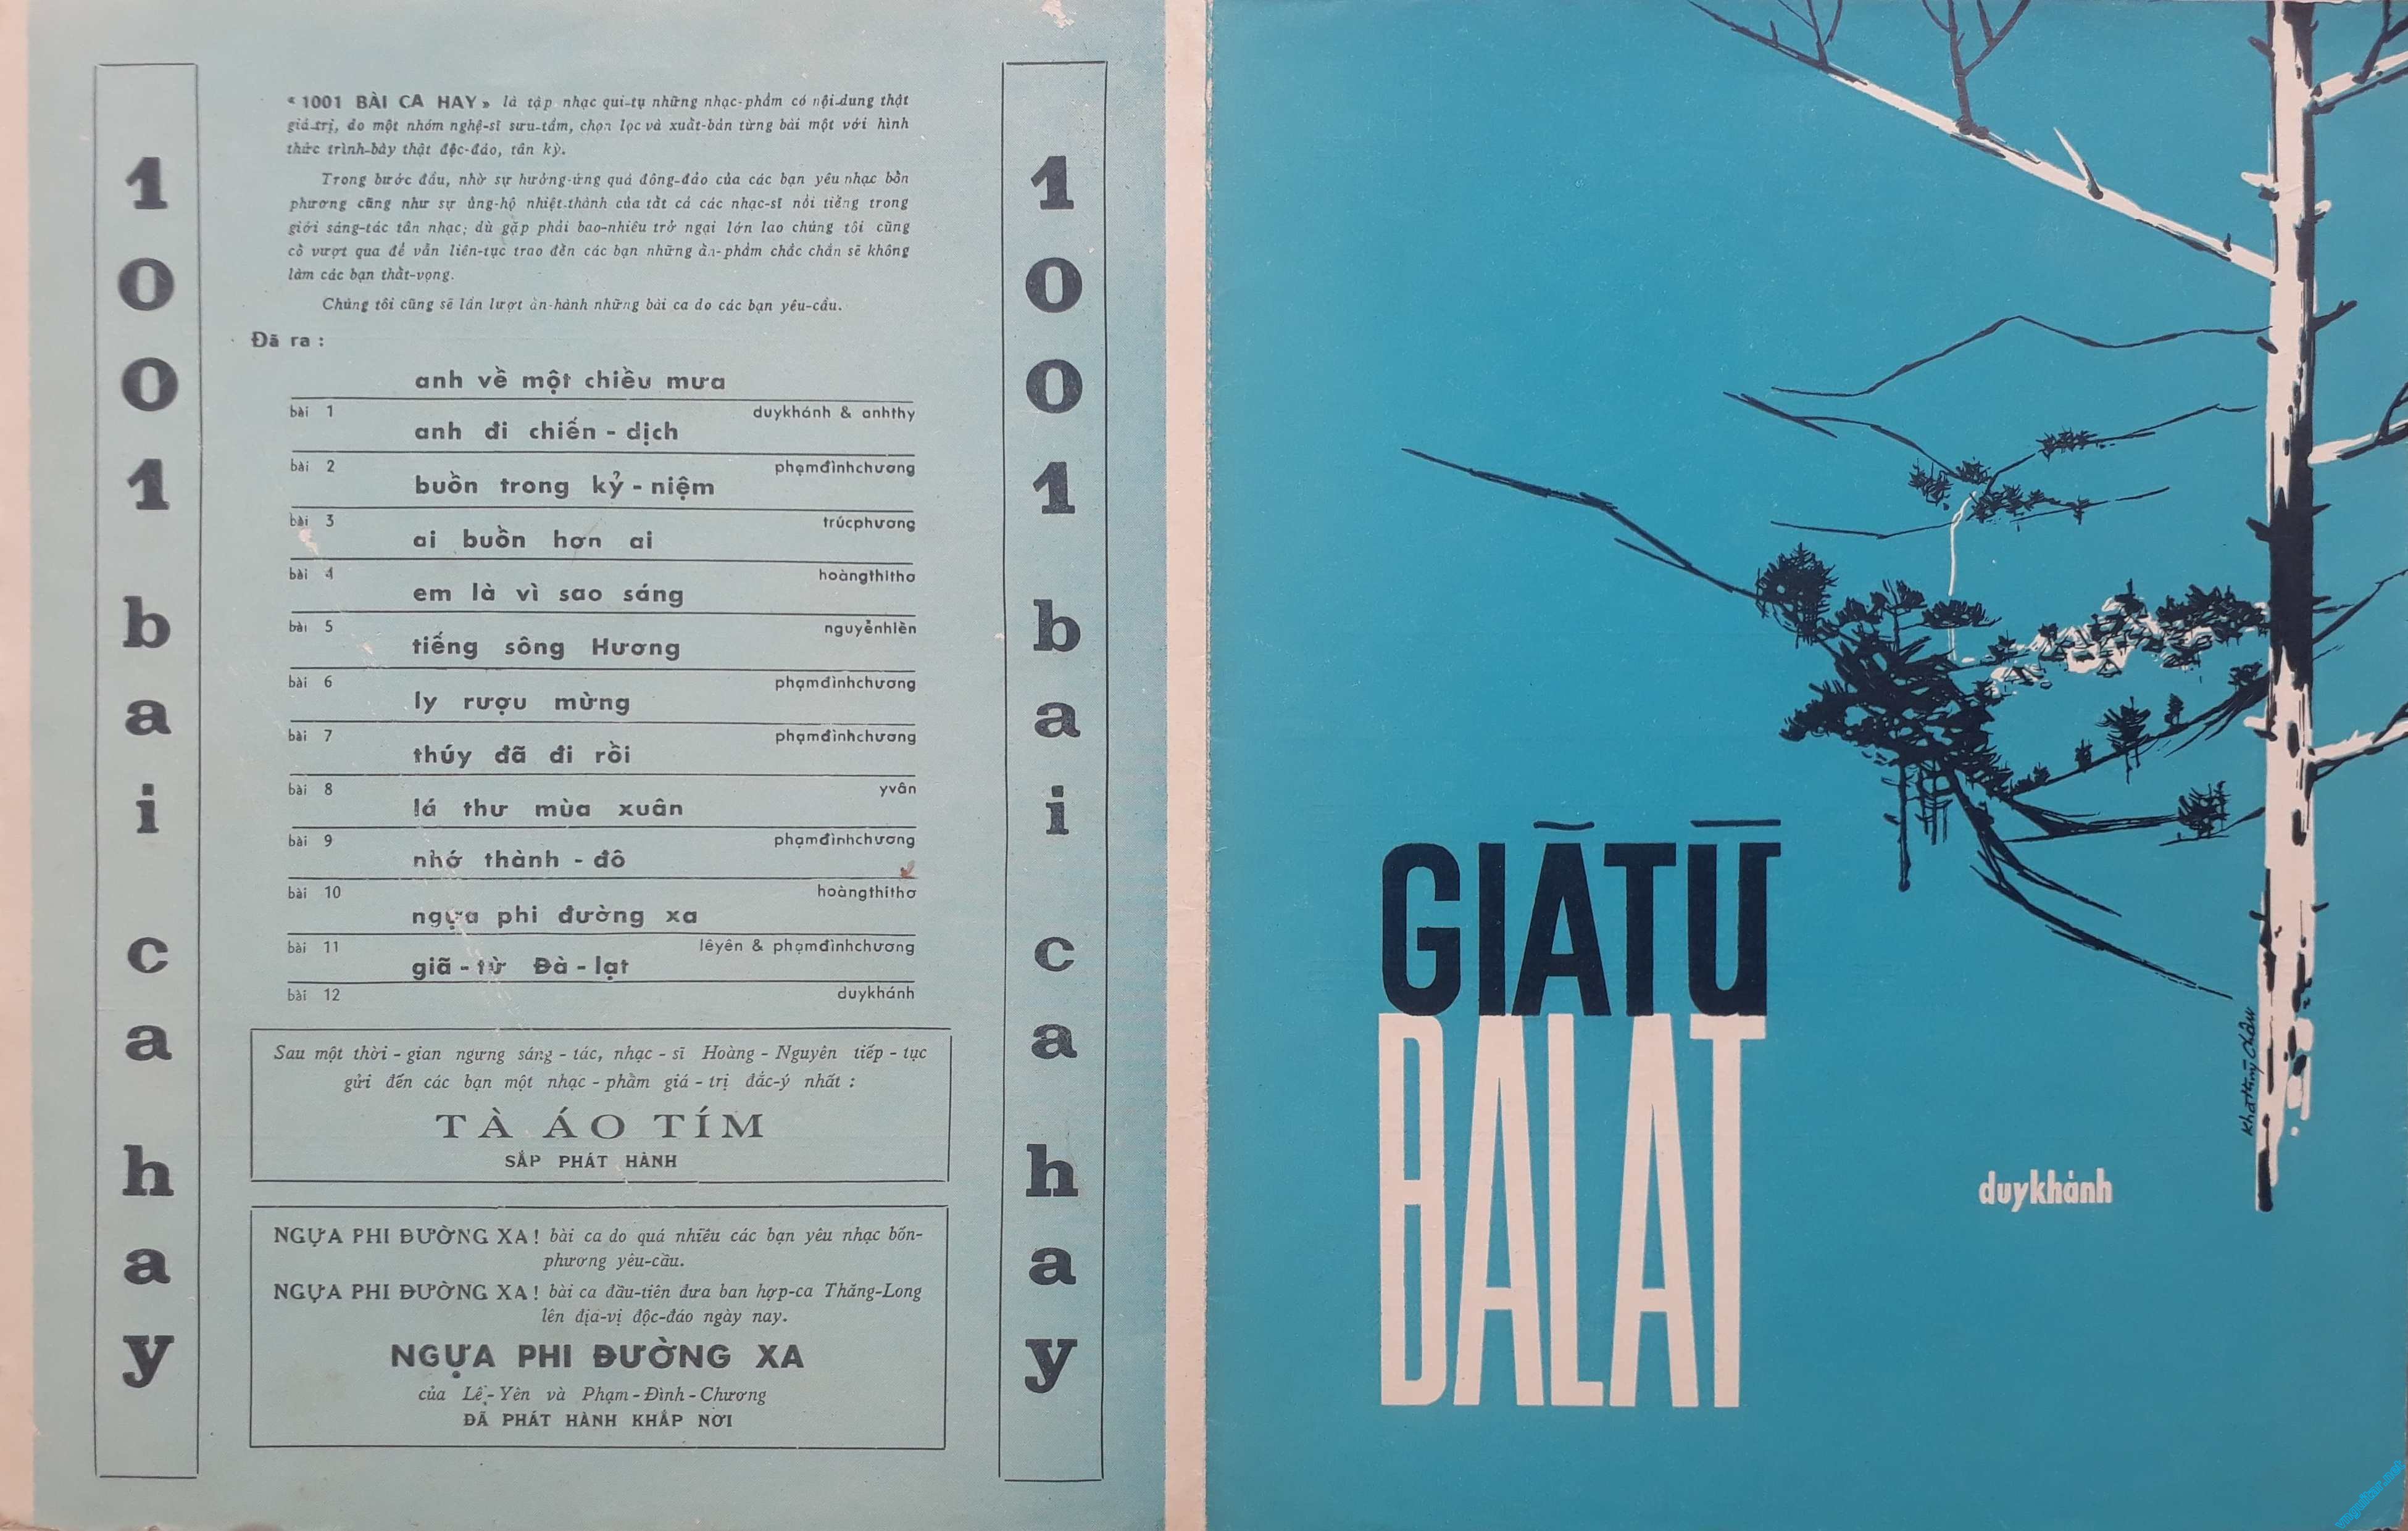 1001 bai ca hay
« 1001 BÀI CA HAY » là tập nhạc qui-tụ những nhạc-phẩm có nội-dung thật
giá-trị, do một nhóm nghệ-sĩ sưu-tầm, chọn lọc và xuất-bản từng bài một với hình
thức trình-bày thật độc-đáo, tân kỳ.
Trong bước đầu, nhờ sự hưởng-ứng quá đông-đảo của các bạn yêu nhạc bốn
phương cũng như sự ủng-hộ nhiệt-thành của tất cả các nhạc-sĩ nổi tiếng trong
giới sáng-tác tân nhạc; dù gặp phải bao-nhiêu trở ngại lớn lao chúng tôi cũng
cố vượt qua để vẫn liên-tục trao đến các bạn những ấn-phẩm chắc chắn sẽ không
làm các bạn thất-vọng.
Chúng tôi cũng sẽ lần lượt ấn-hành những bài ca do các bạn yêu-cầu.
Đã ra :
anh về một chiều mưa
bài 1 duykhánh & anhthy
anh đi chiến - dịch
bài 2 phạmđìnhchương
buồn trong kỷ - niệm
bài 3 trúcphương
ai buồn hơn ai
bài 4 hoàngthithơ
em là vì sao sáng
bài 5 nguyễnhiền
tiếng sông Hương
bài 6 phạmđìnhchương
ly rượu mừng
bài 7 phạmđìnhchương
thúy đã đi rồi
bài 8 yvân
lá thư mùa xuân
bài 9 phạmđìnhchương
nhớ thành - đô
bài 10 hoàngthithơ
ngựa phi đường xa
bài 11 lêyên & phạmđìnhchương
giã - từ Đà - lạt
bài 12 duykhánh
Sau một thời - gian ngưng sáng - tác, nhạc - sĩ Hoàng - Nguyên tiếp - tục
gửi đến các bạn một nhạc - phẩm giá - trị đắc-ý nhất :
TÀ ÁO TÍM
SẮP PHÁT HÀNH
NGỰA PHI ĐƯỜNG XA ! bài ca do quá nhiều các bạn yêu nhạc bốn-
phương yêu-cầu.
NGỰA PHI ĐƯỜNG XA ! bài ca đầu-tiên đưa ban hợp-ca Thăng-Long
lên địa-vị độc-đáo ngày nay.
NGỰA PHI ĐƯỜNG XA
của Lê - Yên và Phạm - Đình - Chương
ĐÃ PHÁT HÀNH KHẮP NƠI
1001 bai ca hay
GIÃTỪ
ĐALAT
duykhánh